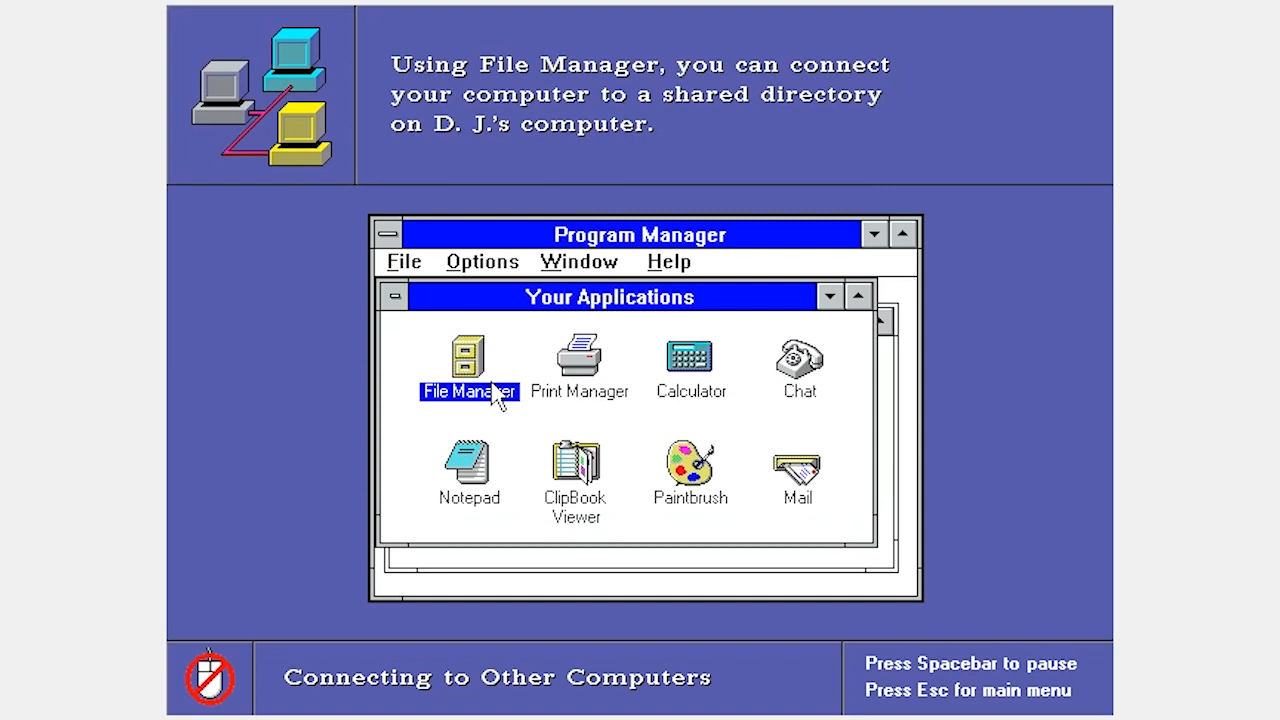 Using File Manager, you can connect
your computer to a shared directory
on D. J.'s computer.
Program Manager
File Options Window Help
Your Applications
File Manager Print Manager Calculator Chat
Notepad ClipBook Viewer Paintbrush Mail
Connecting to Other Computers
Press Spacebar to pause
Press Esc for main menu